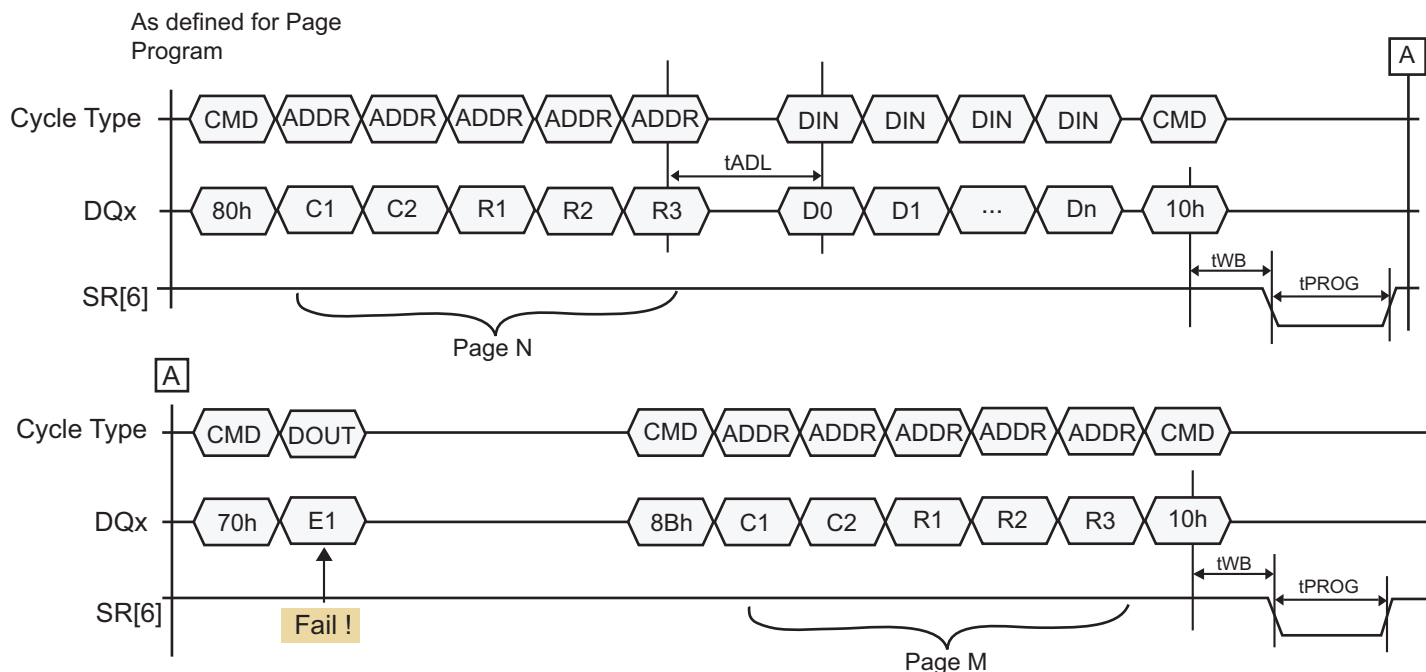 As defined for Page
Program
A
Cycle Type CMD ADDR ADDR ADDR ADDR ADDR DIN DIN DIN DIN CMD
tADL
DQx 80h C1 C2 R1 R2 R3 D0 D1 ... Dn 10h
tWB
tPROG
SR[6]
Page N
A
Cycle Type CMD DOUT CMD ADDR ADDR ADDR ADDR ADDR CMD
DQx 70h E1 8Bh C1 C2 R1 R2 R3 10h
tWB
tPROG
SR[6]
Fail !
Page M